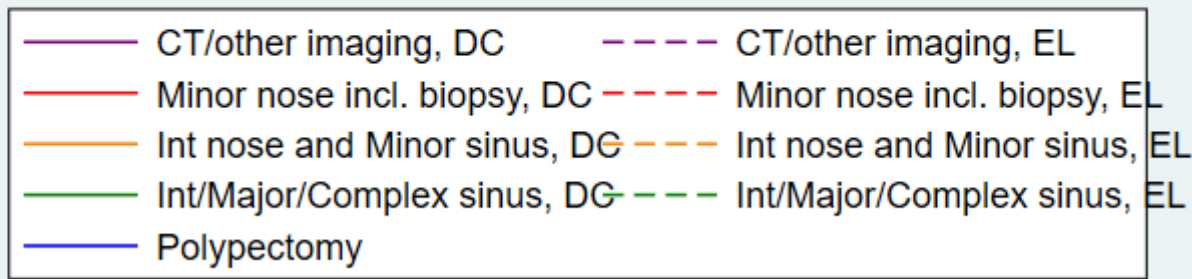 CT/other imaging, DC CT/other imaging, EL
Minor nose incl. biopsy, DC Minor nose incl. biopsy, EL
Int nose and Minor sinus, DC Int nose and Minor sinus, EL
Int/Major/Complex sinus, DC Int/Major/Complex sinus, EL
Polypectomy